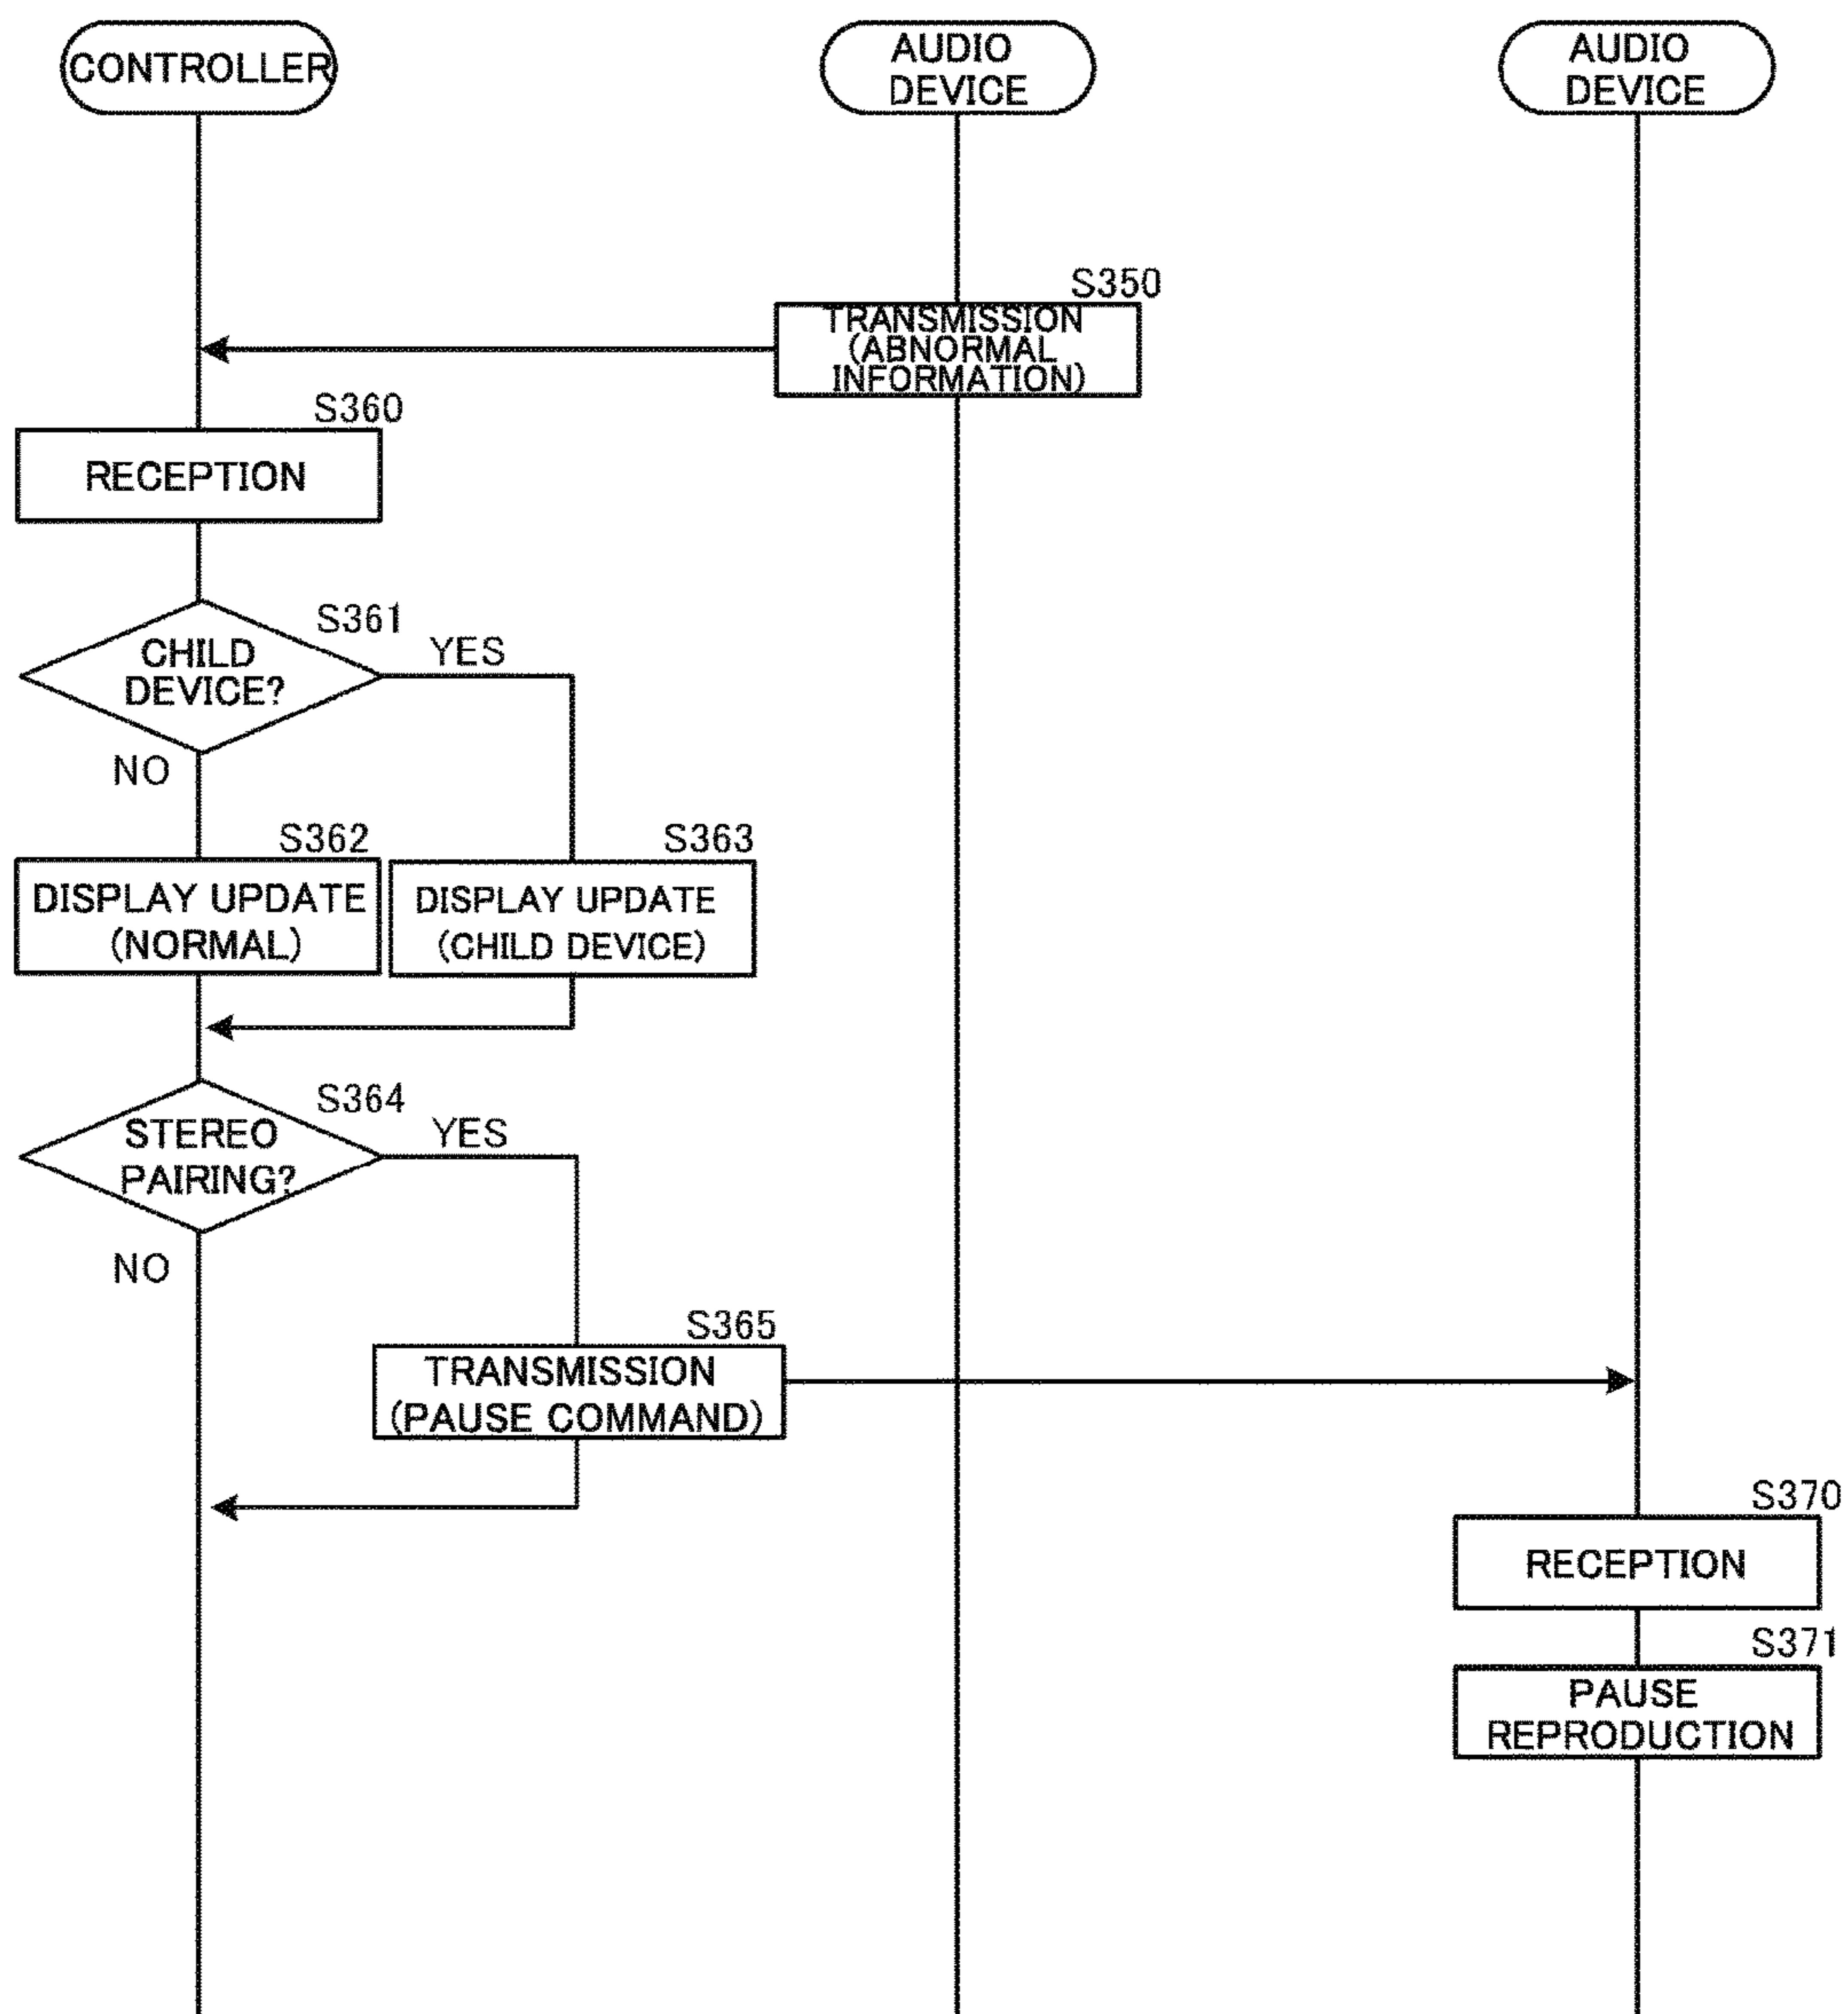 CONTROLLER
AUDIO
DEVICE
AUDIO
DEVICE
S350
TRANSMISSION
(ABNORMAL
INFORMATION)
S360
RECEPTION
S361
CHILD
DEVICE?
YES
NO
S362
DISPLAY UPDATE
(NORMAL)
S363
DISPLAY UPDATE
(CHILD DEVICE)
S364
STEREO
PAIRING?
YES
NO
S365
TRANSMISSION
(PAUSE COMMAND)
S370
RECEPTION
S371
PAUSE
REPRODUCTION